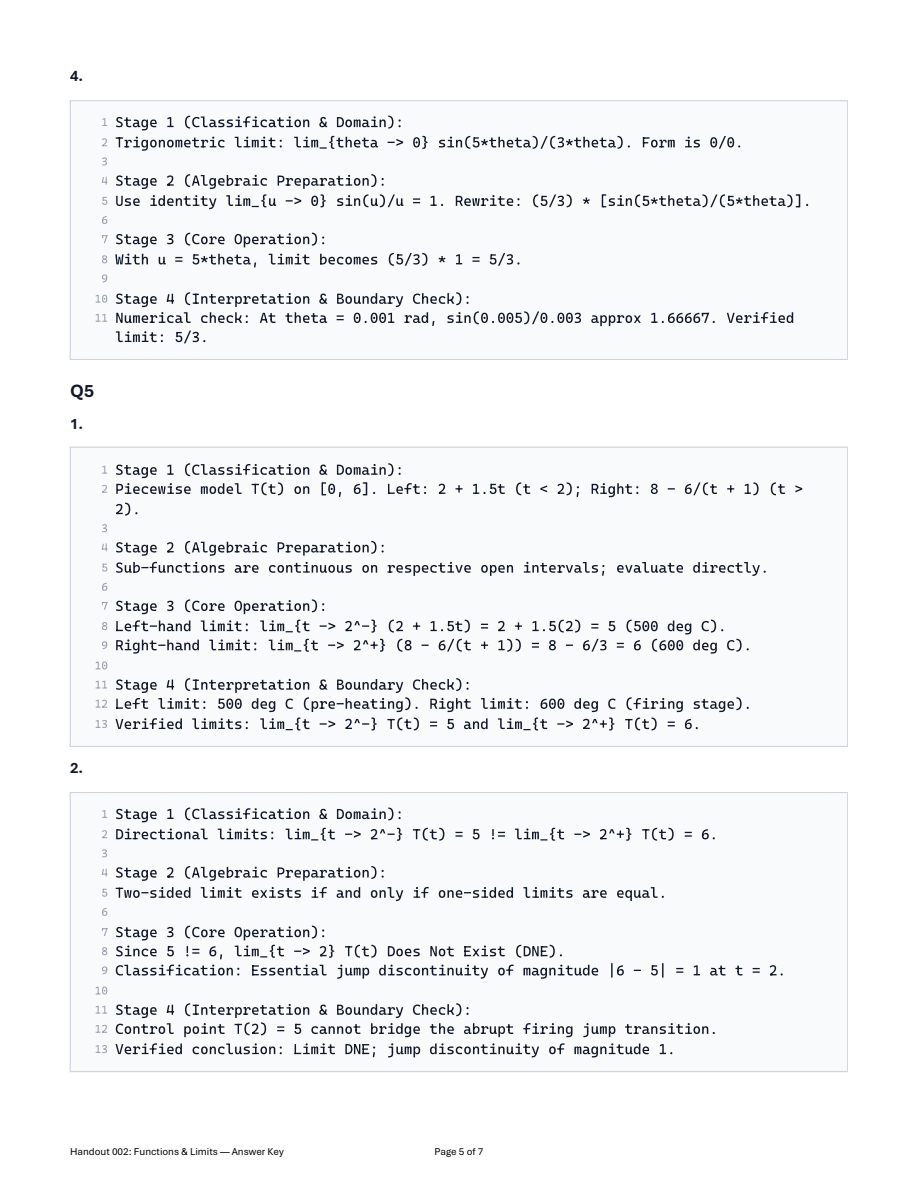 4.
1 Stage 1 (Classification & Domain):
2 Trigonometric limit: lim_{theta -> 0} sin(5*theta)/(3*theta). Form is 0/0.
3
4 Stage 2 (Algebraic Preparation):
5 Use identity lim_{u -> 0} sin(u)/u = 1. Rewrite: (5/3) * [sin(5*theta)/(5*theta)].
6
7 Stage 3 (Core Operation):
8 With u = 5*theta, limit becomes (5/3) * 1 = 5/3.
9
10 Stage 4 (Interpretation & Boundary Check):
11 Numerical check: At theta = 0.001 rad, sin(0.005)/0.003 approx 1.66667. Verified
limit: 5/3.
Q5
1.
1 Stage 1 (Classification & Domain):
2 Piecewise model T(t) on [0, 6]. Left: 2 + 1.5t (t < 2); Right: 8 - 6/(t + 1) (t >
2).
3
4 Stage 2 (Algebraic Preparation):
5 Sub-functions are continuous on respective open intervals; evaluate directly.
6
7 Stage 3 (Core Operation):
8 Left-hand limit: lim_{t -> 2^-} (2 + 1.5t) = 2 + 1.5(2) = 5 (500 deg C).
9 Right-hand limit: lim_{t -> 2^+} (8 - 6/(t + 1)) = 8 - 6/3 = 6 (600 deg C).
10
11 Stage 4 (Interpretation & Boundary Check):
12 Left limit: 500 deg C (pre-heating). Right limit: 600 deg C (firing stage).
13 Verified limits: lim_{t -> 2^-} T(t) = 5 and lim_{t -> 2^+} T(t) = 6.
2.
1 Stage 1 (Classification & Domain):
2 Directional limits: lim_{t -> 2^-} T(t) = 5 != lim_{t -> 2^+} T(t) = 6.
3
4 Stage 2 (Algebraic Preparation):
5 Two-sided limit exists if and only if one-sided limits are equal.
6
7 Stage 3 (Core Operation):
8 Since 5 != 6, lim_{t -> 2} T(t) Does Not Exist (DNE).
9 Classification: Essential jump discontinuity of magnitude |6 - 5| = 1 at t = 2.
10
11 Stage 4 (Interpretation & Boundary Check):
12 Control point T(2) = 5 cannot bridge the abrupt firing jump transition.
13 Verified conclusion: Limit DNE; jump discontinuity of magnitude 1.
Handout 002: Functions & Limits — Answer Key
Page 5 of 7